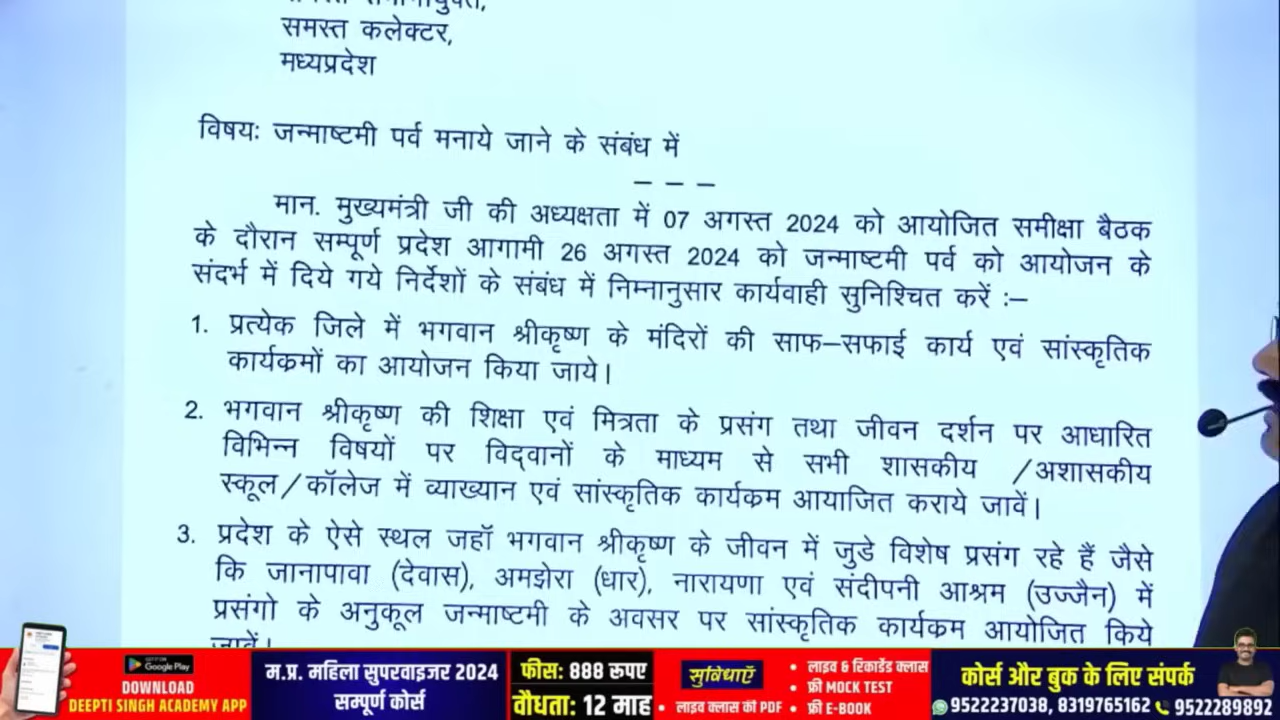 समस्त कलेक्टर,
मध्यप्रदेश
विषयः जन्माष्टमी पर्व मनाये जाने के संबंध में
– – –
मान. मुख्यमंत्री जी की अध्यक्षता में 07 अगस्त 2024 को आयोजित समीक्षा बैठक
के दौरान सम्पूर्ण प्रदेश आगामी 26 अगस्त 2024 को जन्माष्टमी पर्व को आयोजन के
संदर्भ में दिये गये निर्देशों के संबंध में निम्नानुसार कार्यवाही सुनिश्चित करें :–
1. प्रत्येक जिले में भगवान श्रीकृष्ण के मंदिरों की साफ–सफाई कार्य एवं सांस्कृतिक
कार्यक्रमों का आयोजन किया जाये।
2. भगवान श्रीकृष्ण की शिक्षा एवं मित्रता के प्रसंग तथा जीवन दर्शन पर आधारित
विभिन्न विषयों पर विद्वानों के माध्यम से सभी शासकीय /अशासकीय
स्कूल/कॉलेज में व्याख्यान एवं सांस्कृतिक कार्यक्रम आयाजित कराये जावें।
3. प्रदेश के ऐसे स्थल जहॉ भगवान श्रीकृष्ण के जीवन में जुडे विशेष प्रसंग रहे हैं जैसे
कि जानापावा (देवास), अमझेरा (धार), नारायणा एवं संदीपनी आश्रम (उज्जैन) में
प्रसंगो के अनुकूल जन्माष्टमी के अवसर पर सांस्कृतिक कार्यक्रम आयोजित किये
जावें।
GET IT ON
Google Play
DOWNLOAD
DEEPTI SINGH ACADEMY APP
म.प्र. महिला सुपरवाइजर 2024
सम्पूर्ण कोर्स
फीस: 888 रूपए
वौधता: 12 माह
सुविधाएँ
• लाइव क्लास की PDF
• लाइव & रिकार्डेड क्लास
• फ्री MOCK TEST
• फ्री E-BOOK
कोर्स और बुक के लिए संपर्क
9522237038, 8319765162 9522289892